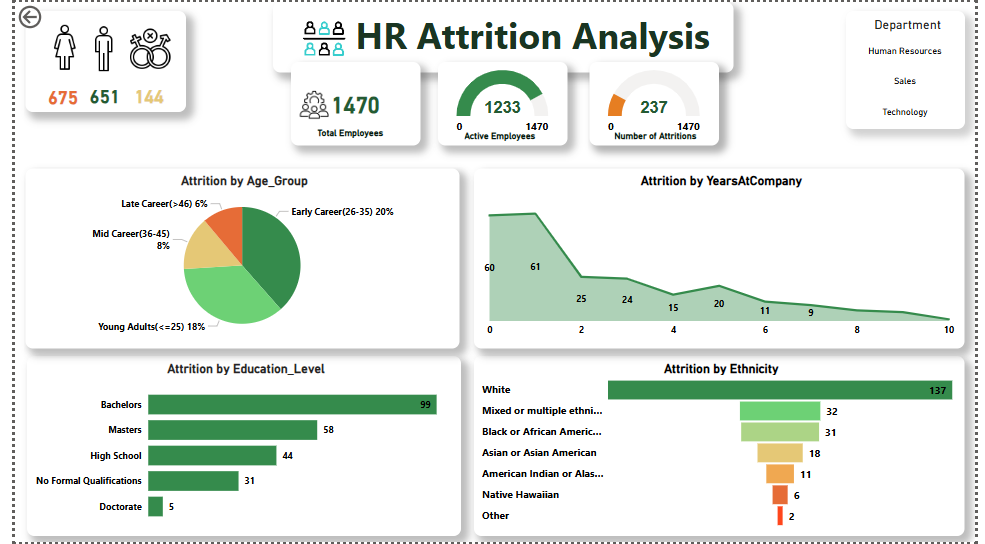 HR Attrition Analysis
675 651 144
1470
Total Employees
1233
0 1470
Active Employees
237
0 1470
Number of Attritions
Department
Human Resources
Sales
Technology
Attrition by Age_Group
Late Career(>46) 6%
Early Career(26-35) 20%
Mid Career(36-45)
8%
Young Adults(<=25) 18%
Attrition by YearsAtCompany
60 61 25 24 15 20 11 9
0 2 4 6 8 10
Attrition by Education_Level
Bachelors 99
Masters 58
High School 44
No Formal Qualifications 31
Doctorate 5
Attrition by Ethnicity
White 137
Mixed or multiple ethni... 32
Black or African Americ... 31
Asian or Asian American 18
American Indian or Alas... 11
Native Hawaiian 6
Other 2